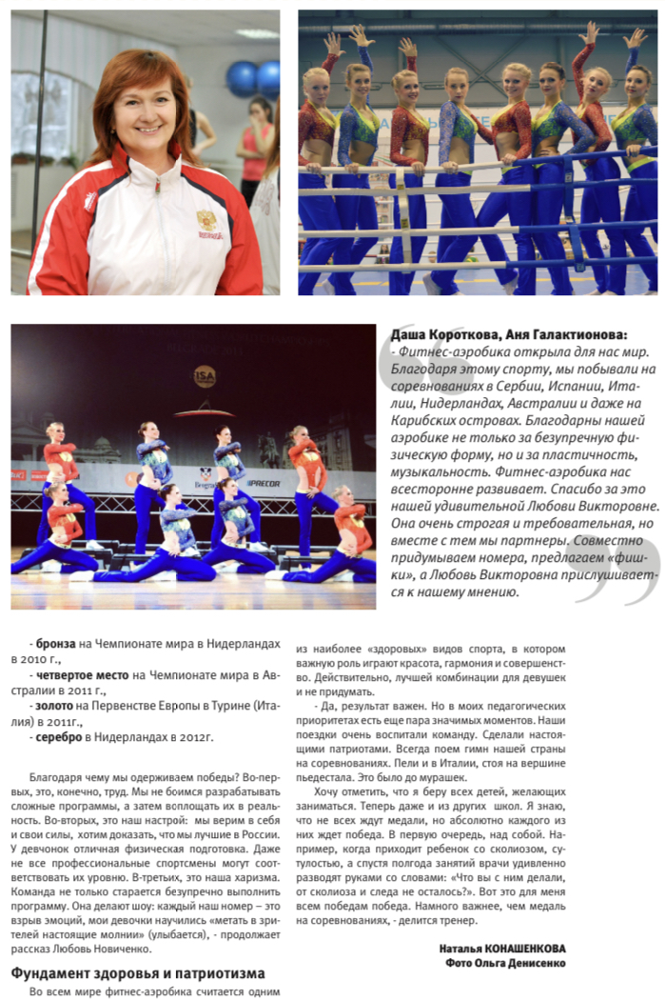 Даша Короткова, Аня Галактионова:
- Фитнес-аэробика открыла для нас мир.
Благодаря этому спорту, мы побывали на
соревнованиях в Сербии, Испании, Ита-
лии, Нидерландах, Австралии и даже на
Карибских островах. Благодарны нашей
аэробике не только за безупречную фи-
зическую форму, но и за пластичность,
музыкальность. Фитнес-аэробика нас
всесторонне развивает. Спасибо за это
нашей удивительной Любови Викторовне.
Она очень строгая и требовательная, но
вместе с тем мы партнеры. Совместно
придумываем номера, предлагаем «фиш-
ки», а Любовь Викторовна прислушивает-
ся к нашему мнению.
ISA
Belgrade
PRECOR
- бронза на Чемпионате мира в Нидерландах
в 2010 г.,
- четвертое место на Чемпионате мира в Ав-
стралии в 2011 г.,
- золото на Первенстве Европы в Турине (Ита-
лия) в 2011г.,
- серебро в Нидерландах в 2012г.
Благодаря чему мы одерживаем победы? Во-пер-
вых, это, конечно, труд. Мы не боимся разрабатывать
сложные программы, а затем воплощать их в реаль-
ность. Во-вторых, это наш настрой: мы верим в себя
и свои силы, хотим доказать, что мы лучшие в России.
У девчонок отличная физическая подготовка. Даже
не все профессиональные спортсмены могут соот-
ветствовать их уровню. В-третьих, это наша харизма.
Команда не только старается безупречно выполнить
программу. Она делают шоу: каждый наш номер – это
взрыв эмоций, мои девочки научились «метать в зри-
телей настоящие молнии» (улыбается), - продолжает
рассказ Любовь Новиченко.
Фундамент здоровья и патриотизма
Во всем мире фитнес-аэробика считается одним
из наиболее «здоровых» видов спорта, в котором
важную роль играют красота, гармония и совершенст-
во. Действительно, лучшей комбинации для девушек
и не придумать.
- Да, результат важен. Но в моих педагогических
приоритетах есть еще пара значимых моментов. Наши
поездки очень воспитали команду. Сделали настоя-
щими патриотами. Всегда поем гимн нашей страны
на соревнованиях. Пели и в Италии, стоя на вершине
пьедестала. Это было до мурашек.
Хочу отметить, что я беру всех детей, желающих
заниматься. Теперь даже и из других школ. Я знаю,
что не всех ждут медали, но абсолютно каждого из
них ждет победа. В первую очередь, над собой. На-
пример, когда приходит ребенок со сколиозом, су-
тулостью, а спустя полгода занятий врачи удивленно
разводят руками со словами: «Что вы с ним делали,
от сколиоза и следа не осталось?». Вот это для меня
всем победам победа. Намного важнее, чем медаль
на соревнованиях, - делится тренер.
Наталья КОНАШЕНКОВА
Фото Ольга Денисенко